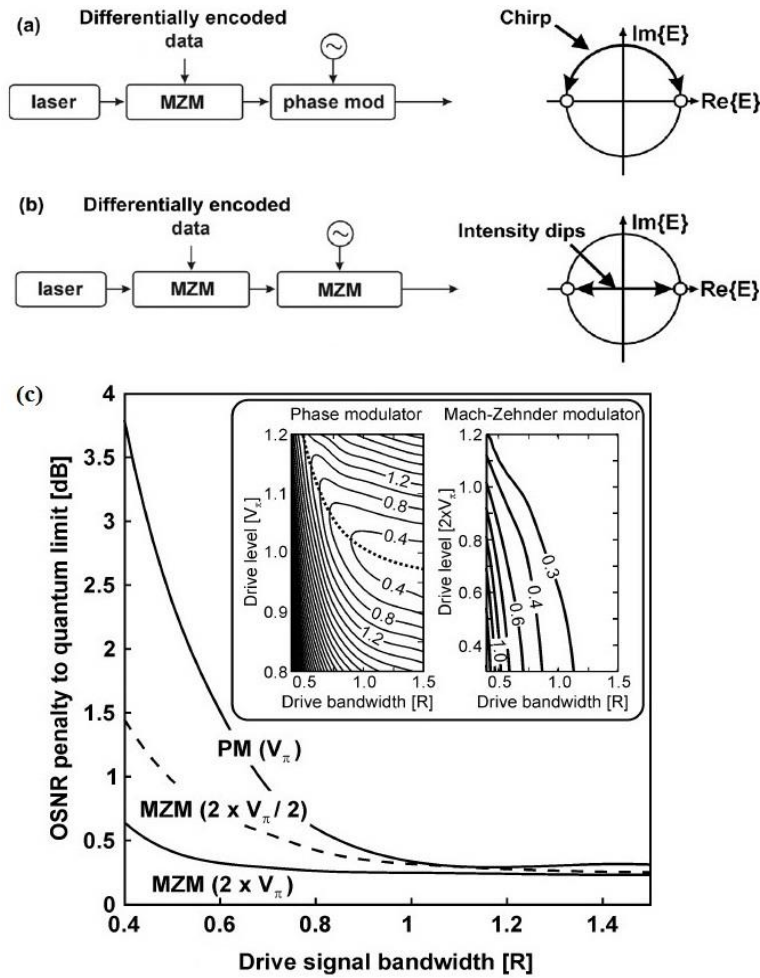 (a)
Differentially encoded
data
laser
MZM
phase mod
Chirp
Im{E}
Re{E}
(b)
Differentially encoded
data
laser
MZM
MZM
Intensity dips
Im{E}
Re{E}
(c)
OSNR penalty to quantum limit [dB]
4
3.5
3
2.5
2
1.5
1
0.5
0
0.4
0.6
0.8
1
1.2
1.4
Drive signal bandwidth [R]
PM (Vπ)
MZM (2 x Vπ / 2)
MZM (2 x Vπ)
Phase modulator
Drive level [Vπ]
1.2
1.1
1.0
0.9
0.8
0.5
1.0
1.5
Drive bandwidth [R]
1.2
0.8
0.4
0.4
0.8
1.2
Mach-Zehnder modulator
Drive level [2xVπ]
1.2
1.0
0.8
0.6
0.4
0.5
1.0
1.5
Drive bandwidth [R]
0.3
0.4
0.6
1.0